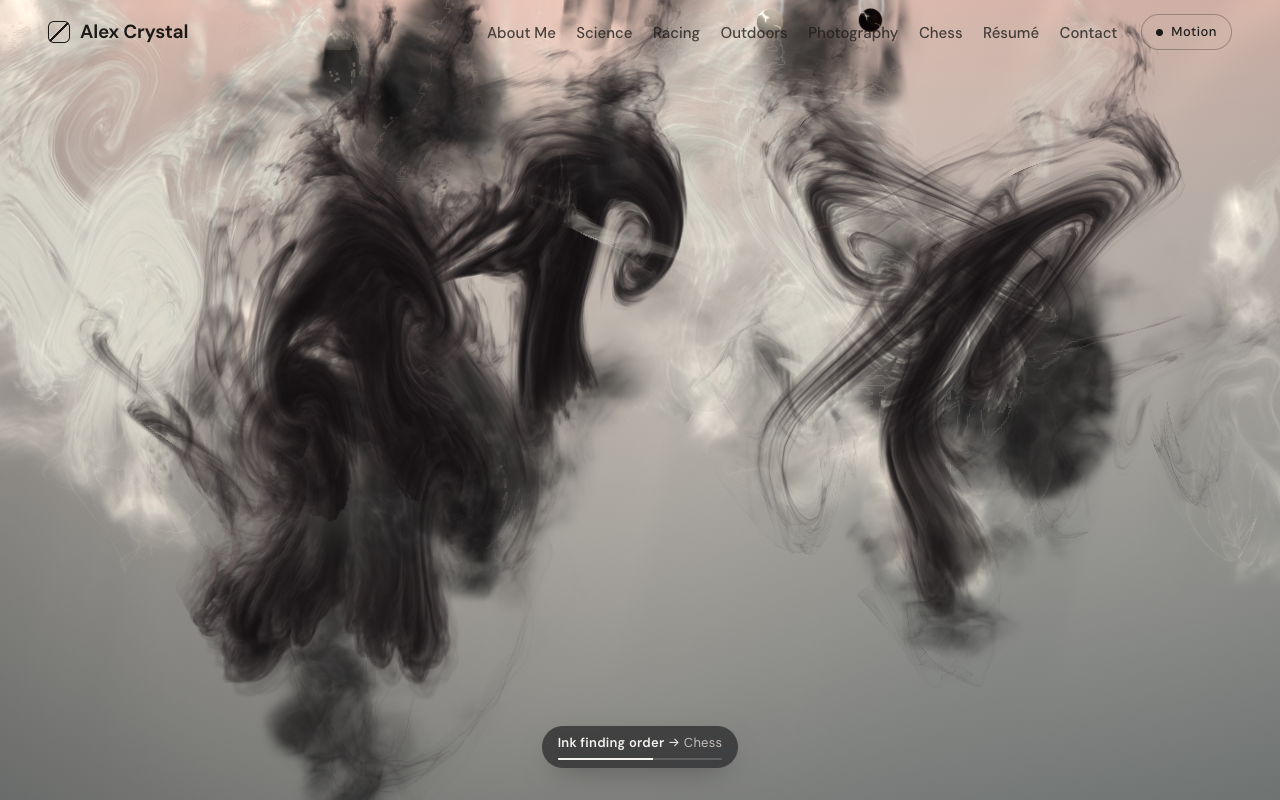 Alex Crystal
About Me Science Racing Outdoors Photography Chess Résumé Contact Motion
Ink finding order → Chess